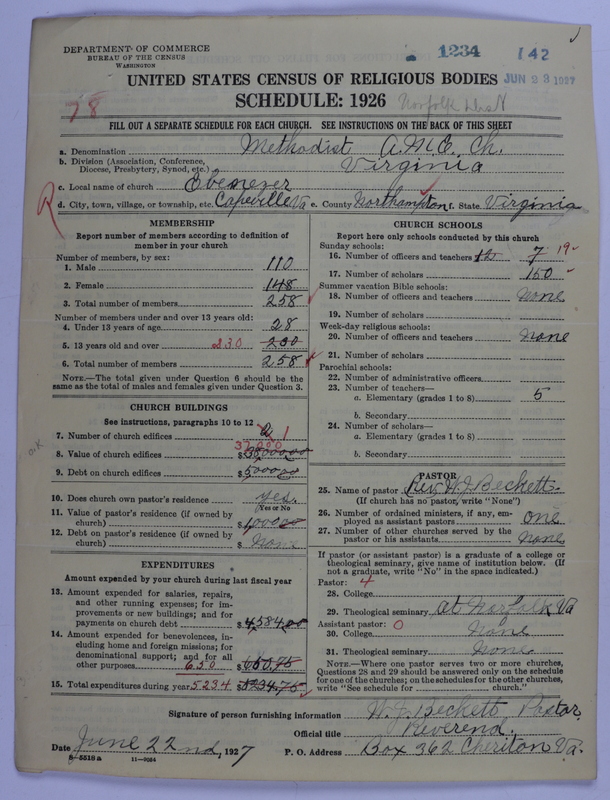 DEPARTMENT OF COMMERCE
BUREAU OF THE CENSUS
WASHINGTON
1234 142
JUN 23 1927
UNITED STATES CENSUS OF RELIGIOUS BODIES
SCHEDULE: 1926
78
Norfolk Dist
FILL OUT A SEPARATE SCHEDULE FOR EACH CHURCH. SEE INSTRUCTIONS ON THE BACK OF THIS SHEET
a. Denomination Methodist A.M.E. Ch.
b. Division (Association, Conference, Diocese, Presbytery, Synod, etc.) Virginia
c. Local name of church Ebenezer
R
d. City, town, village, or township, etc. Capeville Va e. County Northampton f. State Virginia
MEMBERSHIP
Report number of members according to definition of
member in your church
Number of members, by sex:
1. Male 110
2. Female 148
3. Total number of members 258
Number of members under and over 13 years old:
4. Under 13 years of age 28
5. 13 years old and over 230 230
6. Total number of members 258
NOTE.—The total given under Question 6 should be the
same as the total of males and females given under Question 3.
CHURCH BUILDINGS
See instructions, paragraphs 10 to 12
7. Number of church edifices 2 1
8. Value of church edifices $
9. Debt on church edifices $500000
O.K
10. Does church own pastor's residence yes.
Yes or No
11. Value of pastor's residence (if owned by
church) $
12. Debt on pastor's residence (if owned by
church) $ None
EXPENDITURES
Amount expended by your church during last fiscal year
13. Amount expended for salaries, repairs,
and other running expenses; for im-
provements or new buildings; and for
payments on church debt $4584.00
14. Amount expended for benevolences, in-
cluding home and foreign missions; for
denominational support; and for all
other purposes 650 $650.75
15. Total expenditures during year 5234 $5234.75
CHURCH SCHOOLS
Report here only schools conducted by this church
Sunday schools:
16. Number of officers and teachers 12 7 19
17. Number of scholars 150
Summer vacation Bible schools:
18. Number of officers and teachers None
19. Number of scholars
Week-day religious schools:
20. Number of officers and teachers None
21. Number of scholars
Parochial schools:
22. Number of administrative officers
23. Number of teachers—
a. Elementary (grades 1 to 8) 5
b. Secondary
24. Number of scholars—
a. Elementary (grades 1 to 8)
b. Secondary
PASTOR
25. Name of pastor Rev. W. J. Beckett
(If church has no pastor, write "None")
26. Number of ordained ministers, if any, em-
ployed as assistant pastors one
27. Number of other churches served by the
pastor or his assistants None
If pastor (or assistant pastor) is a graduate of a college or
theological seminary, give name of institution below. (If
not a graduate, write "No" in the space indicated.)
Pastor: 4
28. College
29. Theological seminary at Norfolk Va
Assistant pastor: 0
30. College None
31. Theological seminary None
NOTE.—Where one pastor serves two or more churches,
Questions 28 and 29 should be answered only on the schedule
for one of the churches; on the schedules for the other churches,
write "See schedule for ........ church."
Signature of person furnishing information W. J. Beckett Pastor
Official title Reverend.
Date June 22nd, 1927 P. O. Address Box 362 Cheriton Va.
8-5518a 11-9034